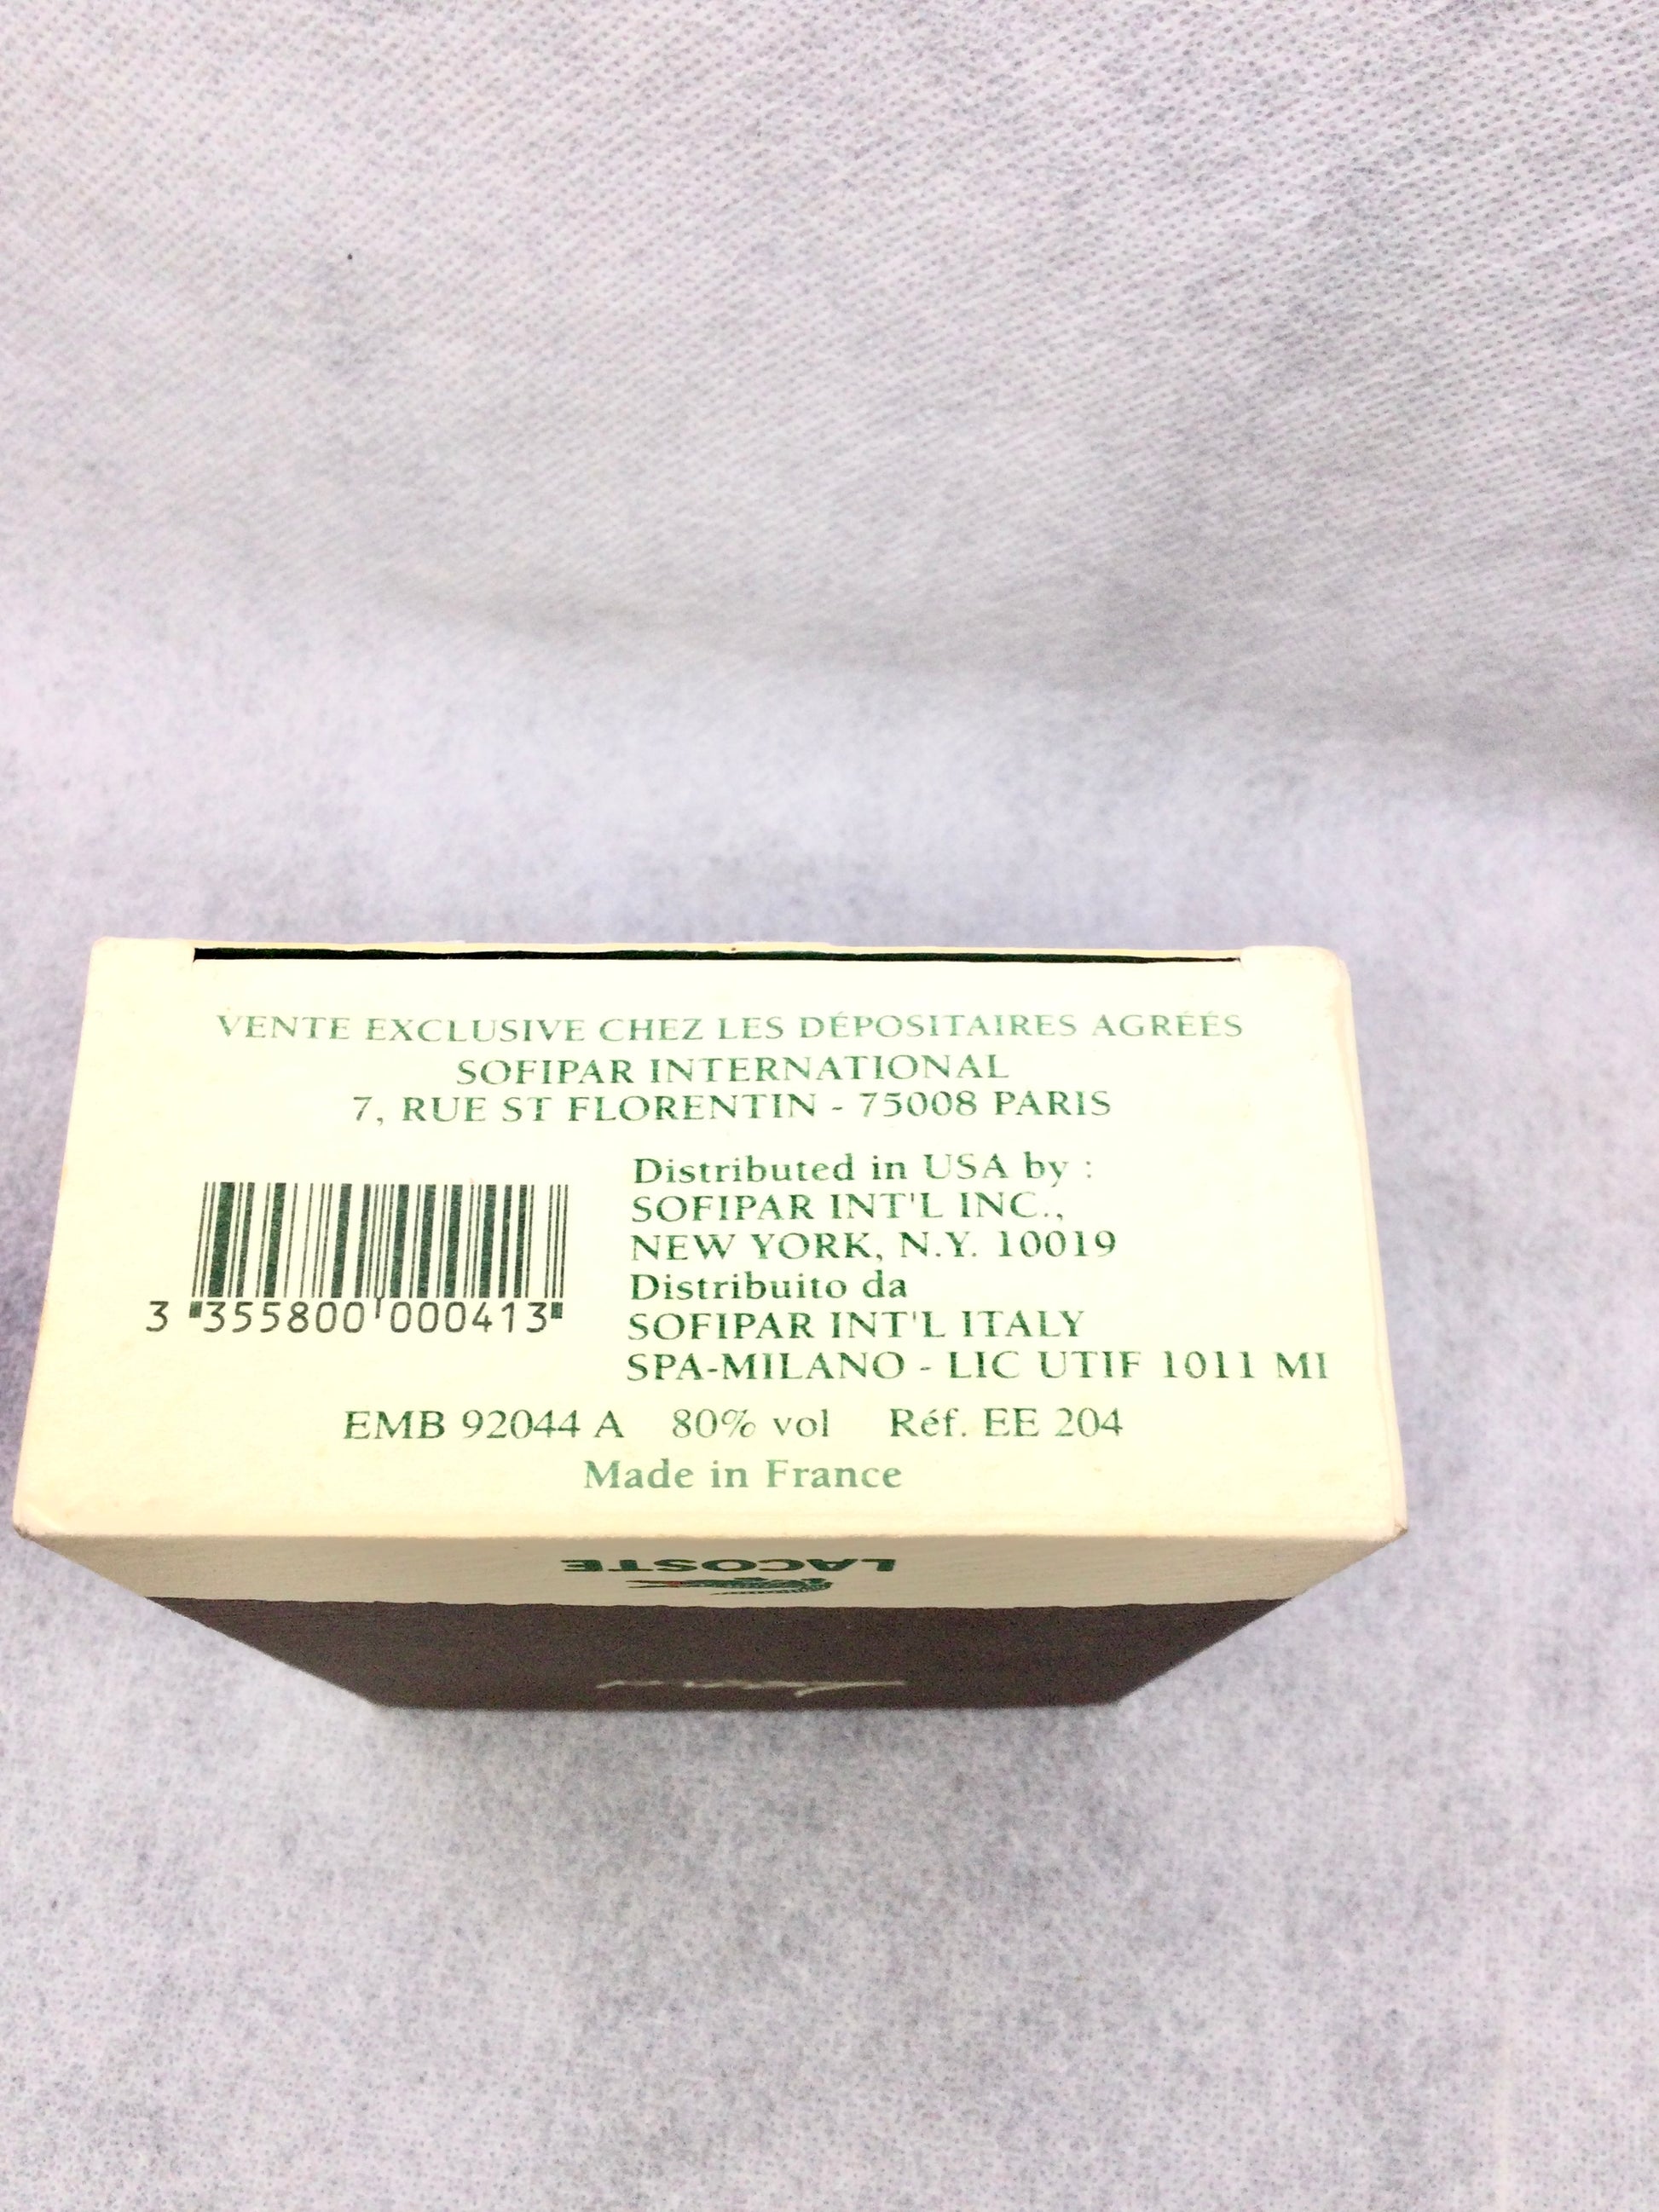 VENTE EXCLUSIVE CHEZ LES DÉPOSITAIRES AGRÉÉS
SOFIPAR INTERNATIONAL
7, RUE ST FLORENTIN - 75008 PARIS
Distributed in USA by :
SOFIPAR INT'L INC.,
NEW YORK, N.Y. 10019
Distribuito da
SOFIPAR INT'L ITALY
SPA-MILANO - LIC UTIF 1011 MI
3 355800 000413
EMB 92044 A 80% vol Réf. EE 204
Made in France
LACOSTE